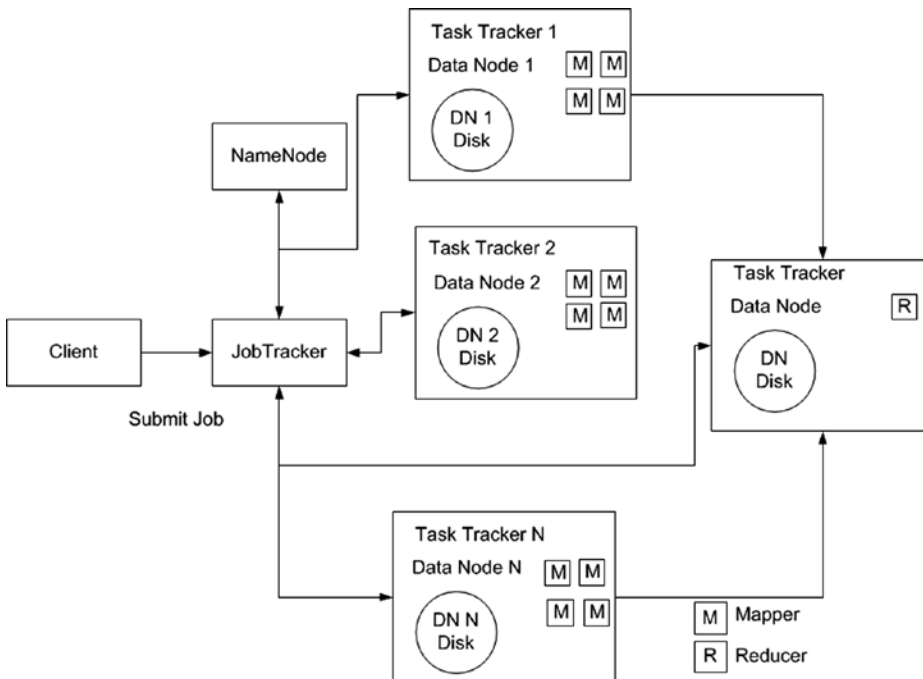 Task Tracker 1
Data Node 1
M M
M M
DN 1
Disk
NameNode
Task Tracker 2
Data Node 2
M M
M M
DN 2
Disk
Task Tracker
Data Node
R
DN
Disk
Client
JobTracker
Submit Job
Task Tracker N
Data Node N
M M
M M
DN N
Disk
M Mapper
R Reducer